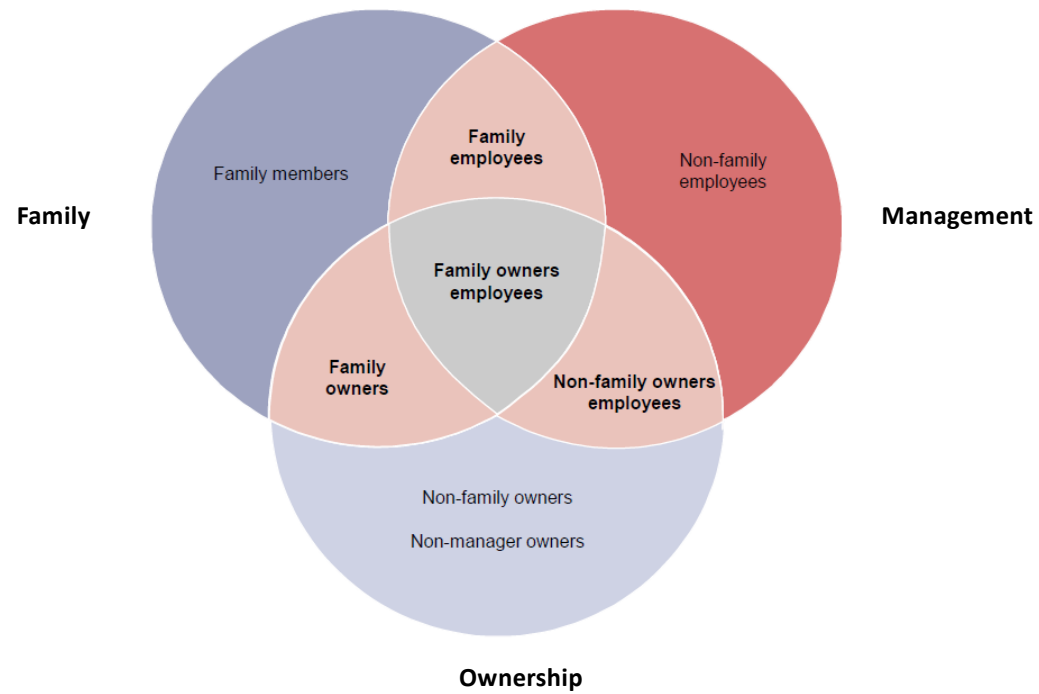 Family
employees
Non-family
employees
Family members
Family
Management
Family owners
employees
Family
owners
Non-family owners
employees
Non-family owners
Non-manager owners
Ownership